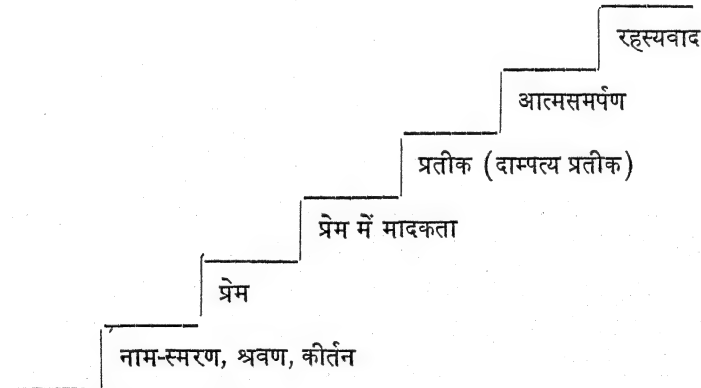 रहस्यवाद
आत्मसमर्पण
प्रतीक (दाम्पत्य प्रतीक)
प्रेम में मादकता
प्रेम
नाम-स्मरण, श्रवण, कीर्तन